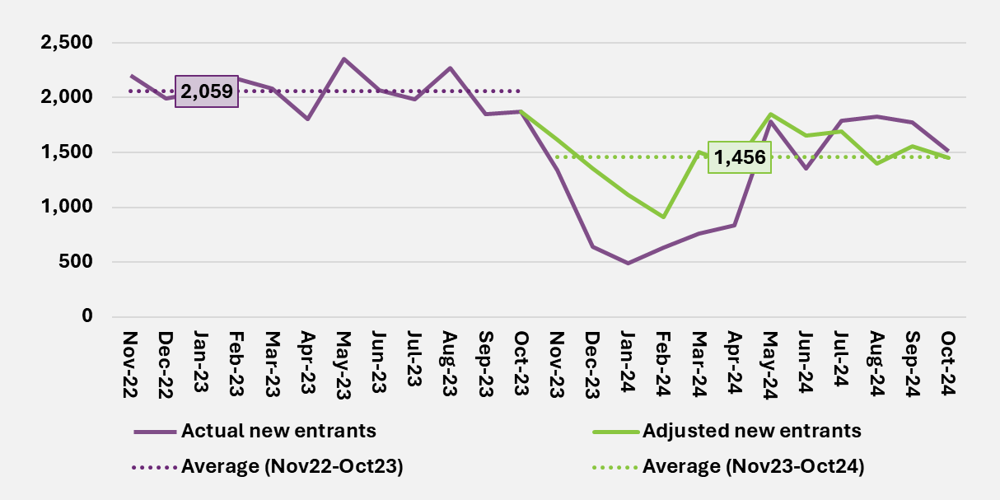 2,500
2,000
1,500
1,000
500
0
2,059
1,456
Nov-22
Dec-22
Jan-23
Feb-23
Mar-23
Apr-23
May-23
Jun-23
Jul-23
Aug-23
Sep-23
Oct-23
Nov-23
Dec-23
Jan-24
Feb-24
Mar-24
Apr-24
May-24
Jun-24
Jul-24
Aug-24
Sep-24
Oct-24
Actual new entrants
Adjusted new entrants
Average (Nov22-Oct23)
Average (Nov23-Oct24)